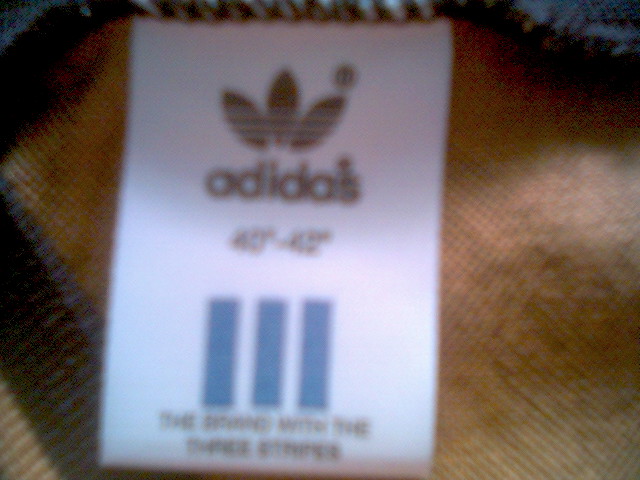 ®
adidas
40"-42"
THE BRAND WITH THE
THREE STRIPES